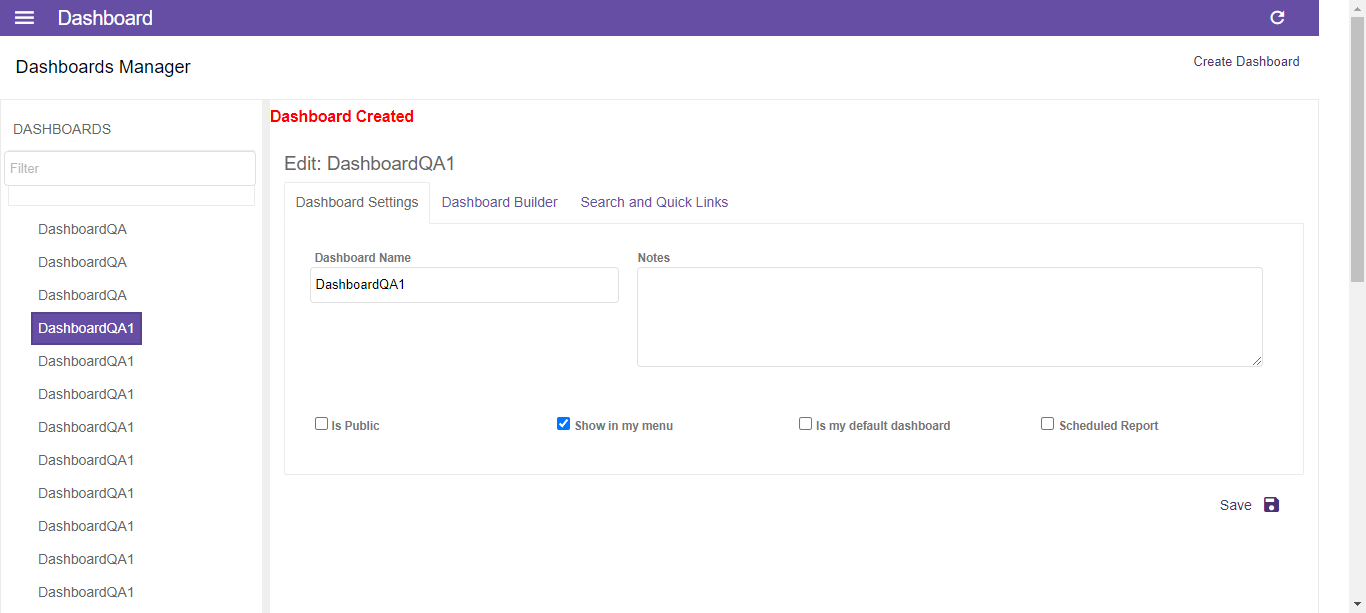 Dashboard
Dashboards Manager
Create Dashboard
DASHBOARDS
Filter
DashboardQA
DashboardQA
DashboardQA
DashboardQA1
DashboardQA1
DashboardQA1
DashboardQA1
DashboardQA1
DashboardQA1
DashboardQA1
DashboardQA1
DashboardQA1
Dashboard Created
Edit: DashboardQA1
Dashboard Settings Dashboard Builder Search and Quick Links
Dashboard Name Notes
DashboardQA1
Is Public Show in my menu Is my default dashboard Scheduled Report
Save